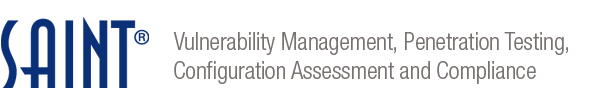 SAINT®
Vulnerability Management, Penetration Testing,
Configuration Assessment and Compliance